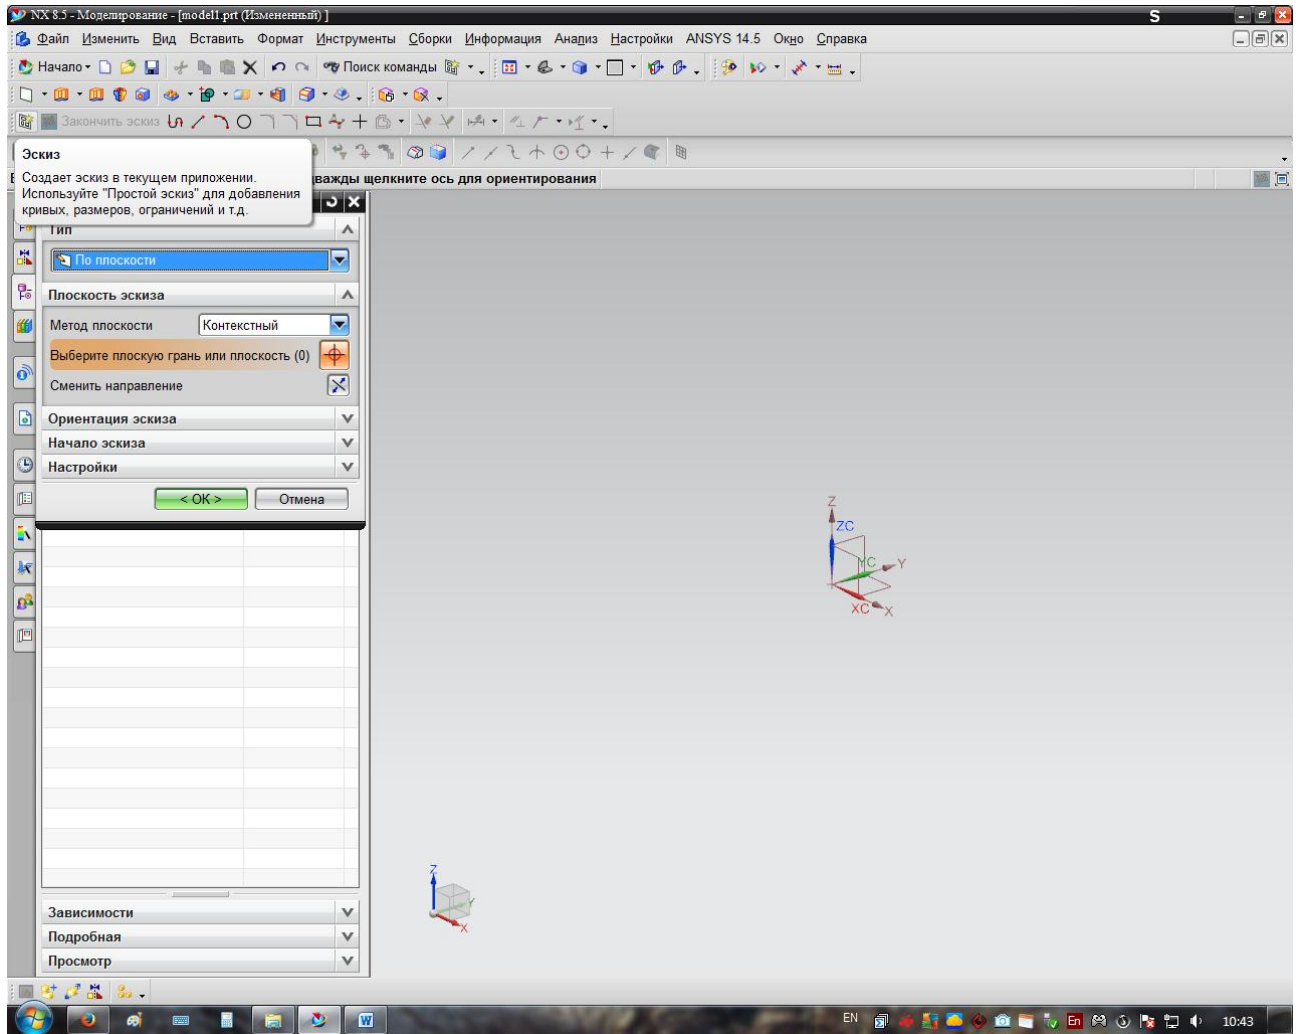 NX 8.5 - Моделирование - [model1.prt (Измененный) ]
S
Файл Изменить Вид Вставить Формат Инструменты Сборки Информация Анализ Настройки ANSYS 14.5 Окно Справка
Начало
Поиск команды
Закончить эскиз
Эскиз
Создает эскиз в текущем приложении.
Используйте "Простой эскиз" для добавления
кривых, размеров, ограничений и т.д.
важды щелкните ось для ориентирования
Тип
По плоскости
Плоскость эскиза
Метод плоскости
Контекстный
Выберите плоскую грань или плоскость (0)
Сменить направление
Ориентация эскиза
Начало эскиза
Настройки
< OK >
Отмена
Z
ZC
YC
Y
XC
X
Z
Y
X
Зависимости
Подробная
Просмотр
EN
En
10:43